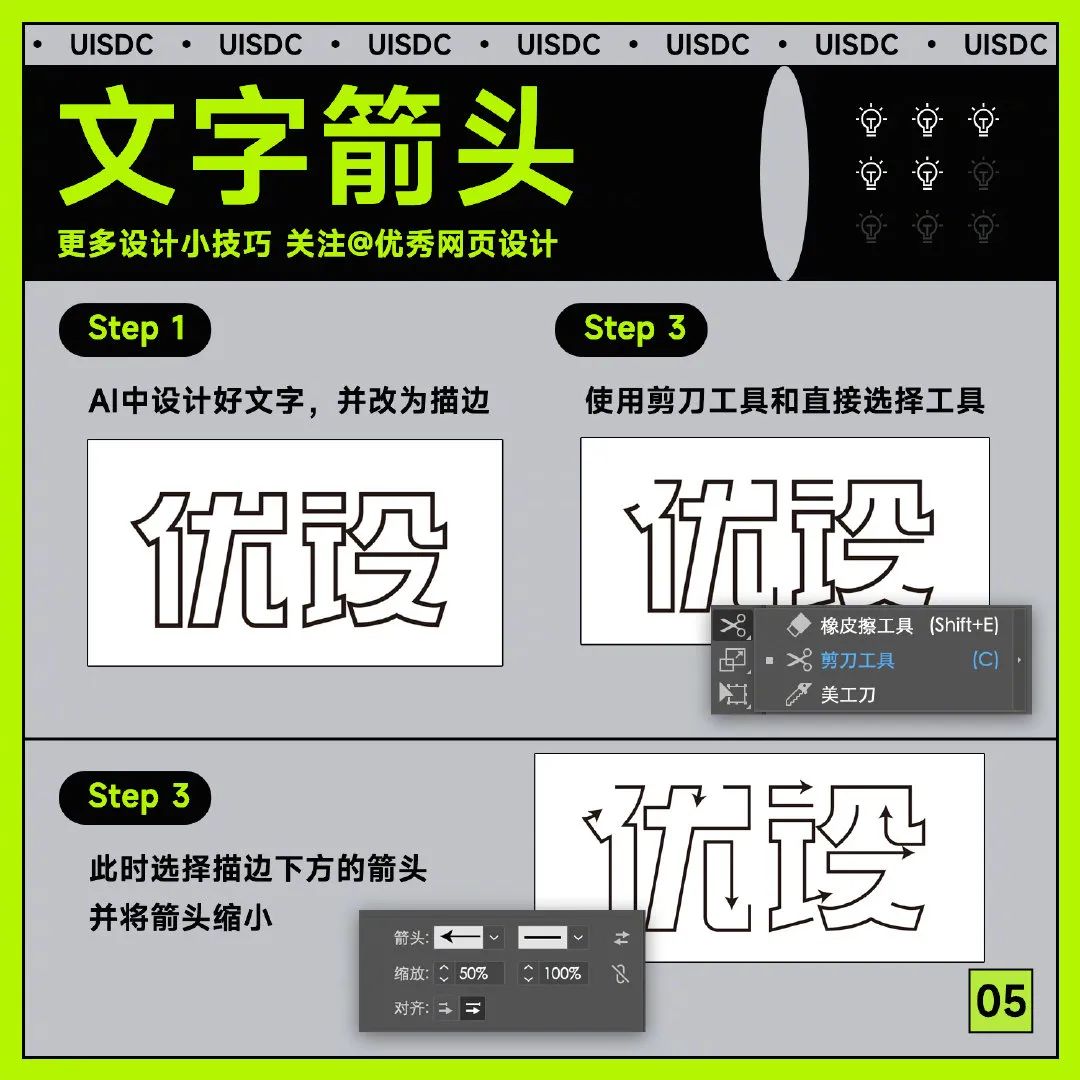 • UISDC • UISDC • UISDC • UISDC • UISDC • UISDC • UISDC
文字箭头
更多设计小技巧 关注@优秀网页设计
Step 1
AI中设计好文字，并改为描边
优设
Step 3
使用剪刀工具和直接选择工具
优设
橡皮擦工具 (Shift+E)
剪刀工具 (C)
美工刀
Step 3
此时选择描边下方的箭头
并将箭头缩小
优设
箭头:
缩放: 50% 100%
对齐:
05